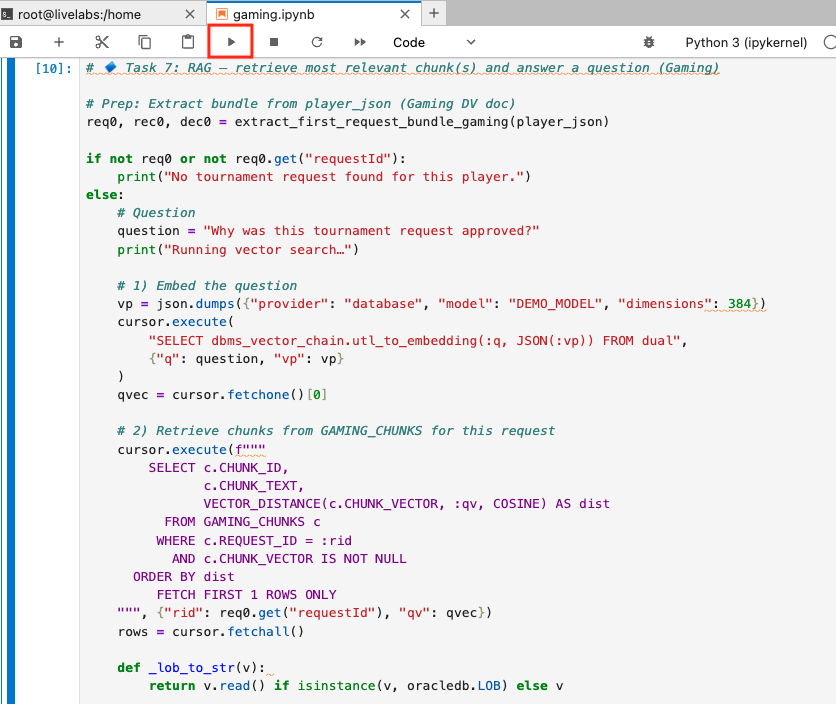 root@livelabs:/home
gaming.ipynb
Code
Python 3 (ipykernel)
[10]: # 🔷 Task 7: RAG — retrieve most relevant chunk(s) and answer a question (Gaming)
# Prep: Extract bundle from player_json (Gaming DV doc)
req0, rec0, dec0 = extract_first_request_bundle_gaming(player_json)
if not req0 or not req0.get("requestId"):
    print("No tournament request found for this player.")
else:
    # Question
    question = "Why was this tournament request approved?"
    print("Running vector search…")
    # 1) Embed the question
    vp = json.dumps({"provider": "database", "model": "DEMO_MODEL", "dimensions": 384})
    cursor.execute(
        "SELECT dbms_vector_chain.utl_to_embedding(:q, JSON(:vp)) FROM dual",
        {"q": question, "vp": vp}
    )
    qvec = cursor.fetchone()[0]
    # 2) Retrieve chunks from GAMING_CHUNKS for this request
    cursor.execute(f"""
        SELECT c.CHUNK_ID,
               c.CHUNK_TEXT,
               VECTOR_DISTANCE(c.CHUNK_VECTOR, :qv, COSINE) AS dist
          FROM GAMING_CHUNKS c
         WHERE c.REQUEST_ID = :rid
           AND c.CHUNK_VECTOR IS NOT NULL
      ORDER BY dist
         FETCH FIRST 1 ROWS ONLY
    """, {"rid": req0.get("requestId"), "qv": qvec})
    rows = cursor.fetchall()
    def _lob_to_str(v):
        return v.read() if isinstance(v, oracledb.LOB) else v